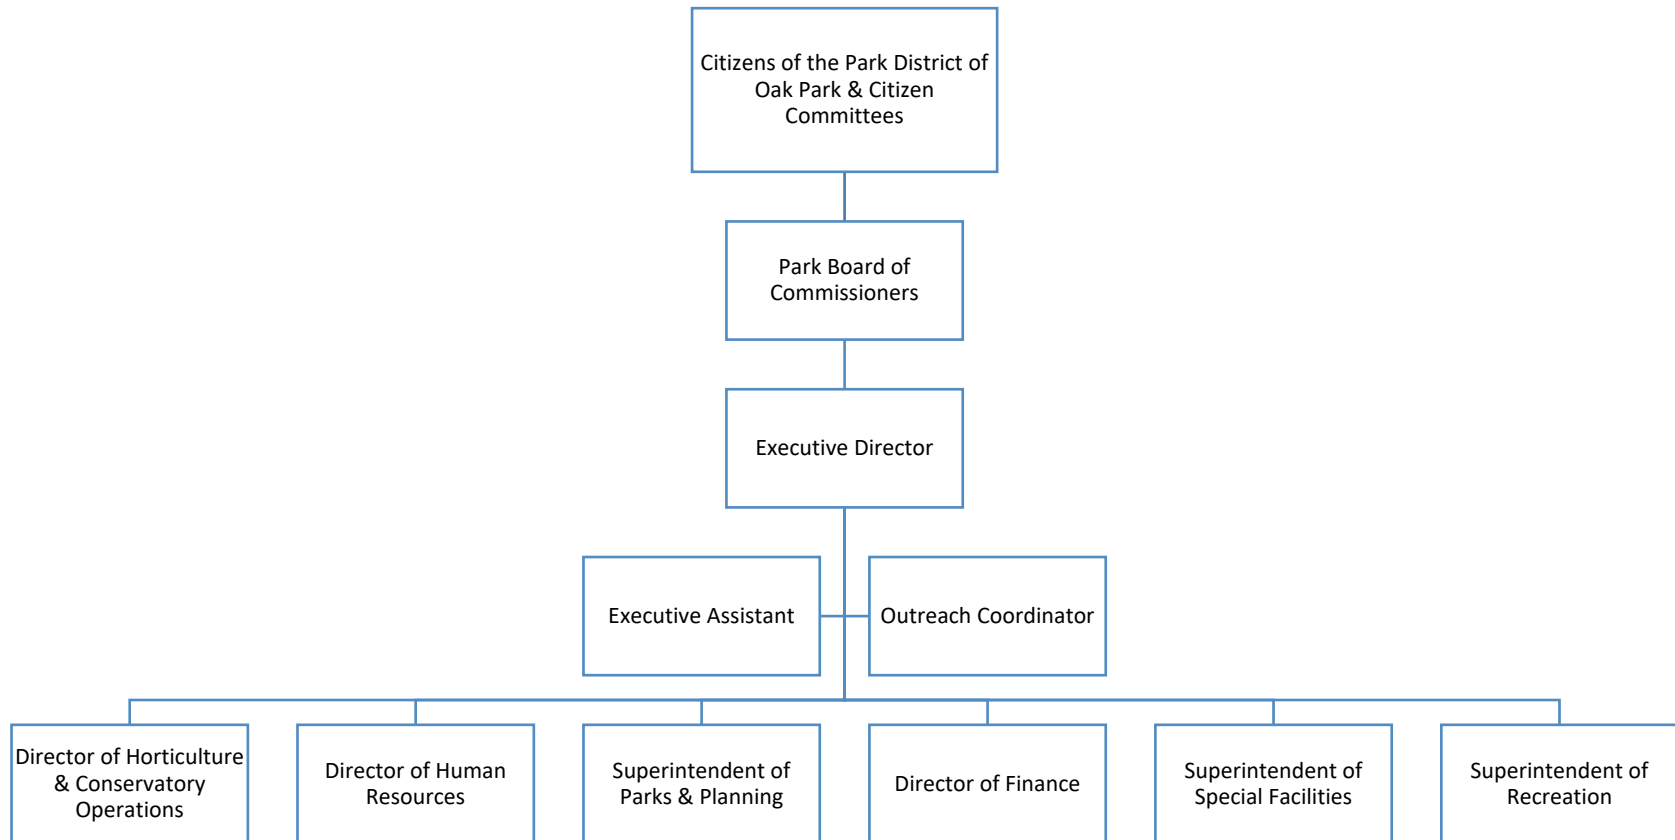 Citizens of the Park District of
Oak Park & Citizen
Committees
Park Board of
Commissioners
Executive Director
Executive Assistant
Outreach Coordinator
Director of Horticulture
& Conservatory
Operations
Director of Human
Resources
Superintendent of
Parks & Planning
Director of Finance
Superintendent of
Special Facilities
Superintendent of
Recreation